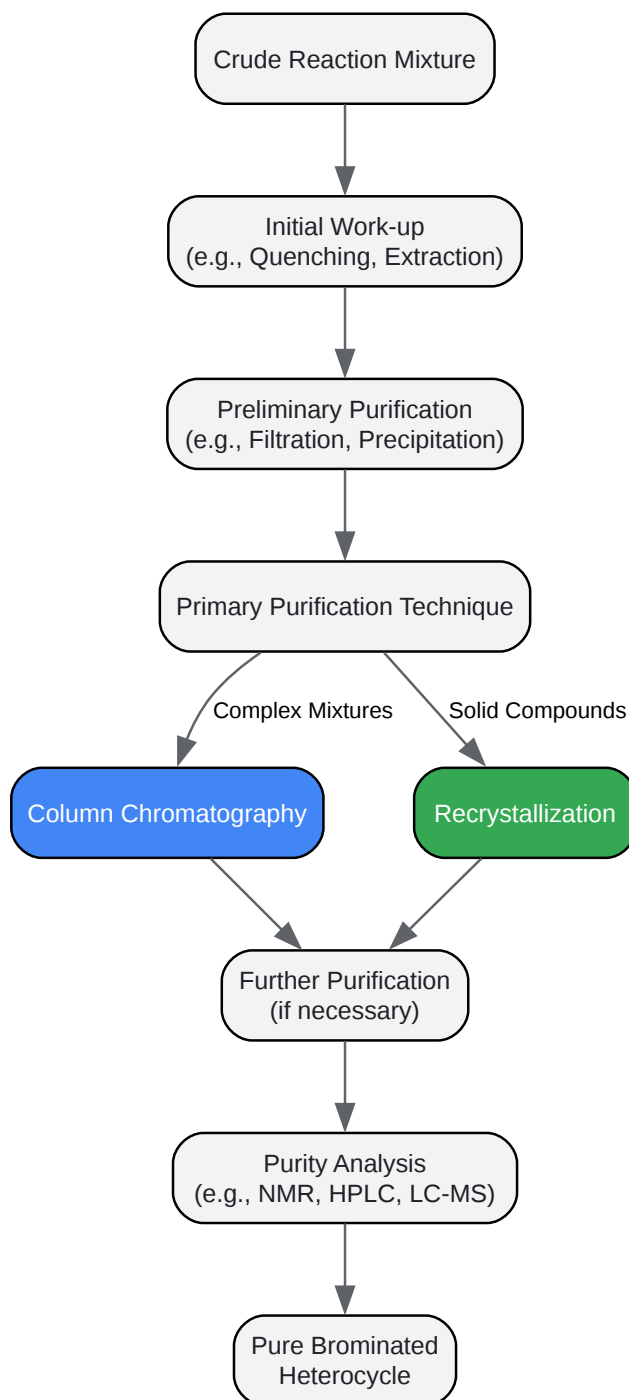 Crude Reaction Mixture
Initial Work-up
(e.g., Quenching, Extraction)
Preliminary Purification
(e.g., Filtration, Precipitation)
Primary Purification Technique
Complex Mixtures
Solid Compounds
Column Chromatography
Recrystallization
Further Purification
(if necessary)
Purity Analysis
(e.g., NMR, HPLC, LC-MS)
Pure Brominated
Heterocycle